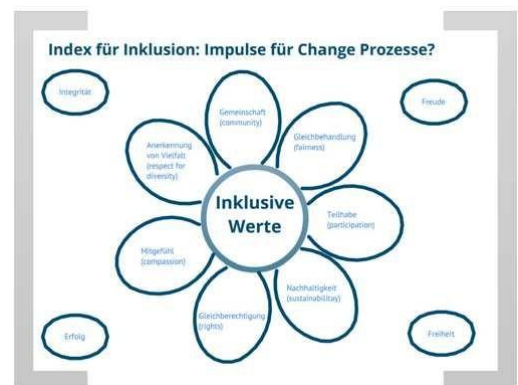 Index für Inklusion: Impulse für Change Prozesse?
Integrität
Freude
Gemeinschaft
(community)
Gleichbehandlung
(fairness)
Anerkennung
von Vielfalt
(respect for
diversity)
Inklusive
Werte
Teilhabe
(participation)
Mitgefühl
(compassion)
Nachhaltigkeit
(sustainabilitay)
Gleichberechtigung
(rights)
Erfolg
Freiheit